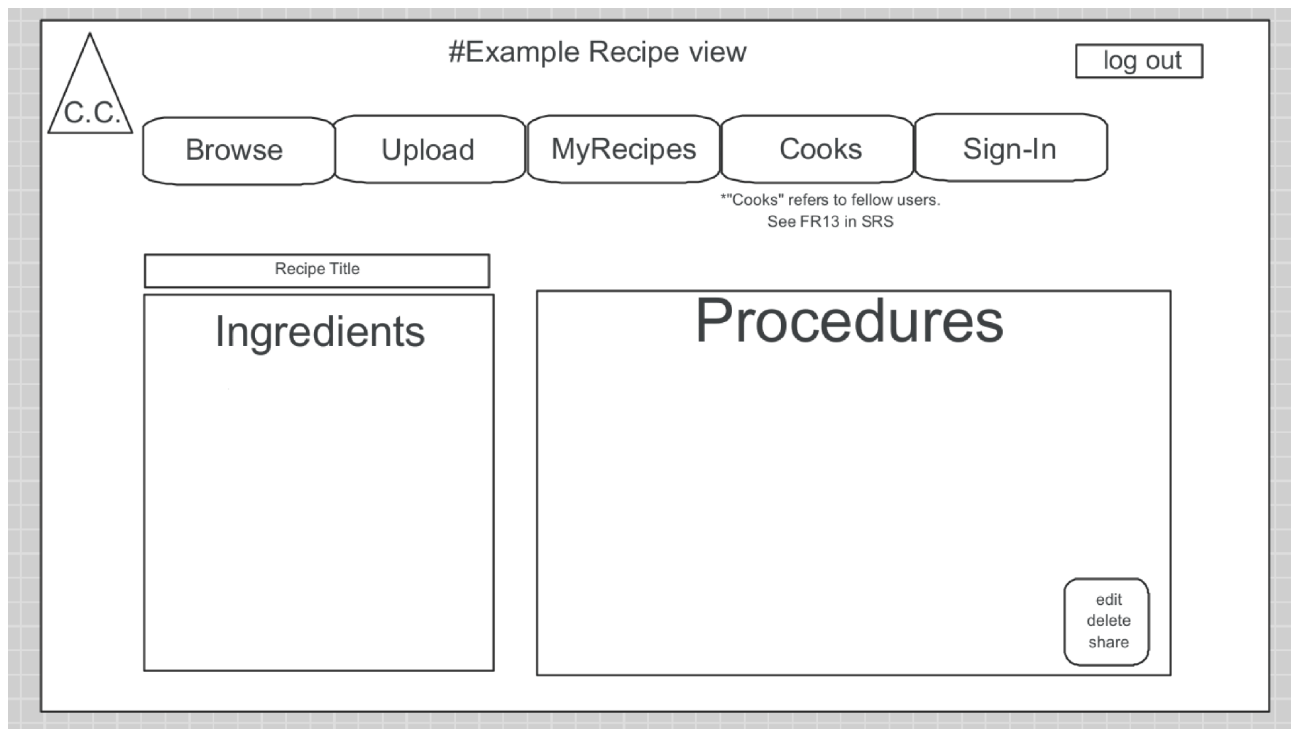 #Example Recipe view
log out
C.C.
Browse
Upload
MyRecipes
Cooks
Sign-In
*"Cooks" refers to fellow users.
See FR13 in SRS
Recipe Title
Ingredients
Procedures
edit
delete
share